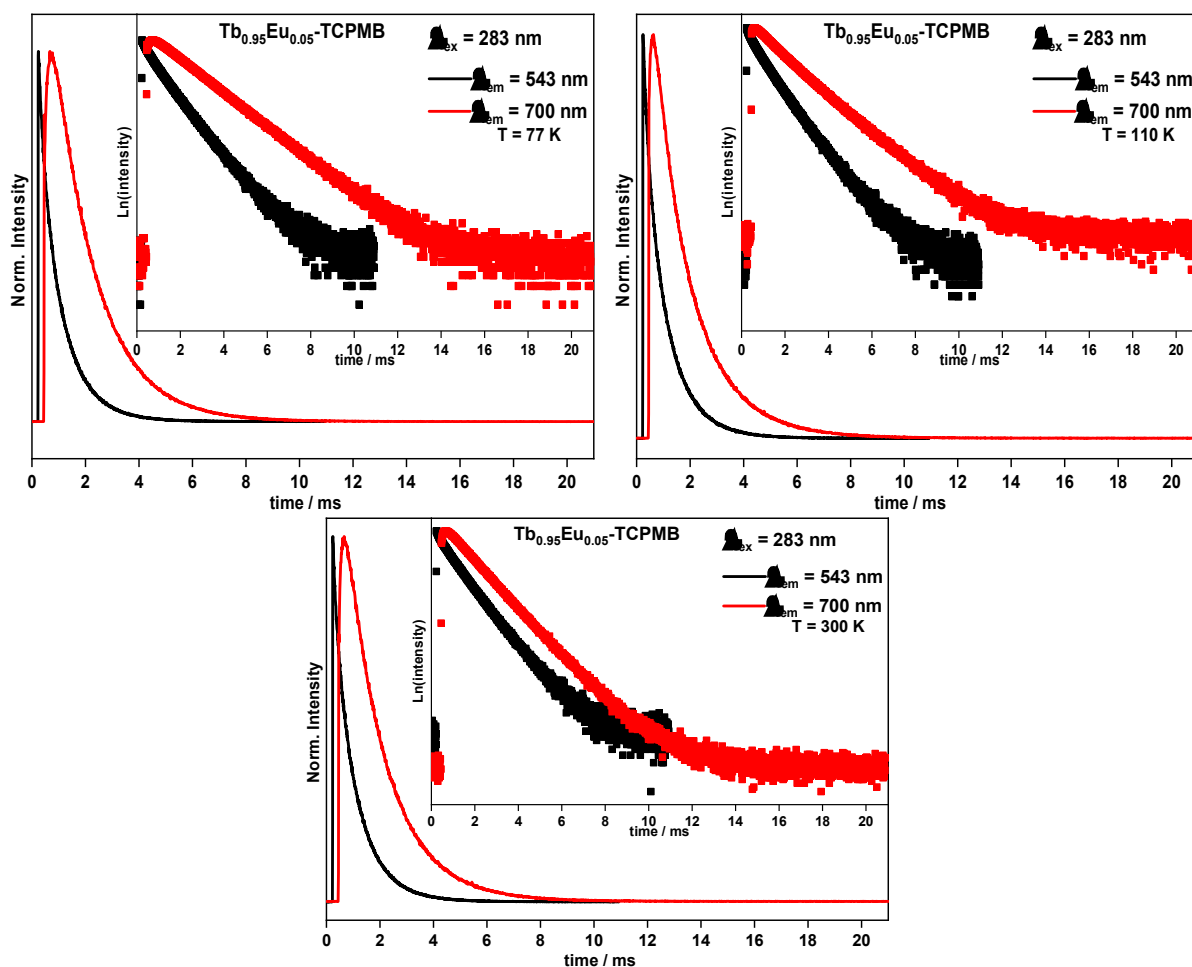 Tb0.95Eu0.05-TCPMB
ex = 283 nm
em = 543 nm
em = 700 nm
T = 77 K
Norm. Intensity
Ln(intensity)
0 2 4 6 8 10 12 14 16 18 20
time / ms
0 2 4 6 8 10 12 14 16 18 20
time / ms
Tb0.95Eu0.05-TCPMB
ex = 283 nm
em = 543 nm
em = 700 nm
T = 110 K
Norm. Intensity
Ln(intensity)
0 2 4 6 8 10 12 14 16 18 20
time / ms
0 2 4 6 8 10 12 14 16 18 20
time / ms
Tb0.95Eu0.05-TCPMB
ex = 283 nm
em = 543 nm
em = 700 nm
T = 300 K
Norm. Intensity
Ln(intensity)
0 2 4 6 8 10 12 14 16 18 20
time / ms
0 2 4 6 8 10 12 14 16 18 20
time / ms